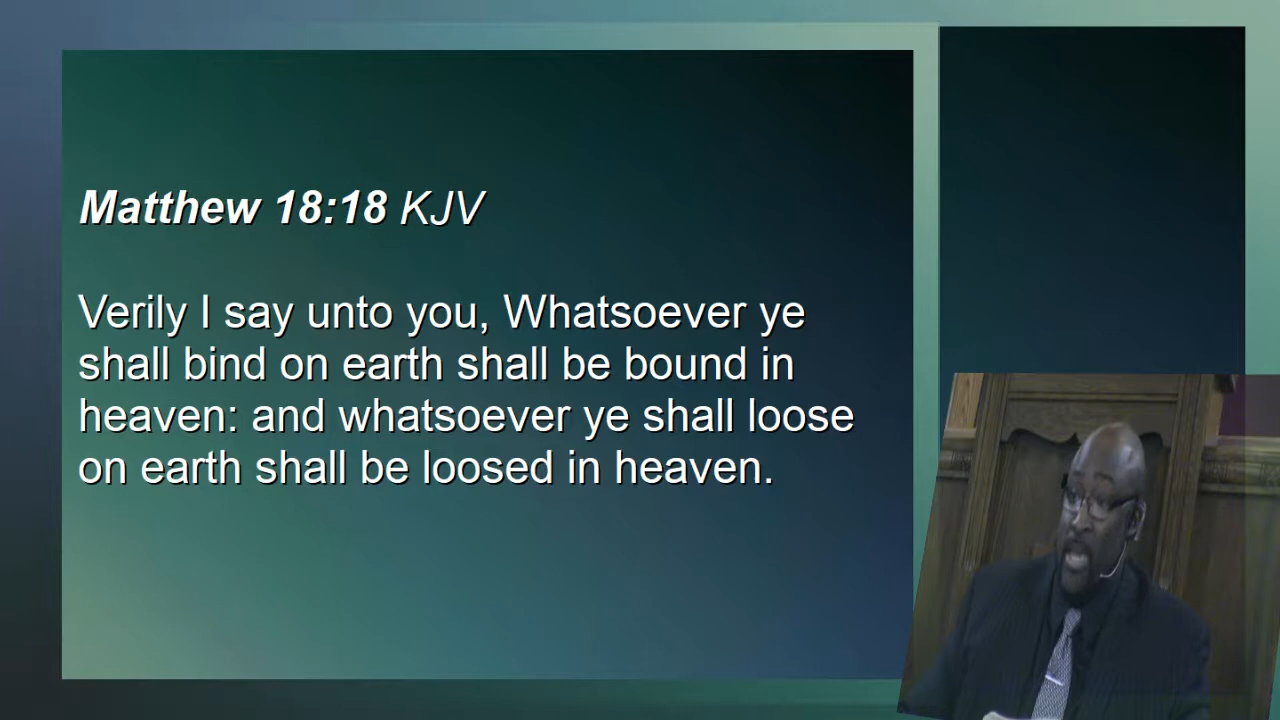 Matthew 18:18 KJV
Verily I say unto you, Whatsoever ye
shall bind on earth shall be bound in
heaven: and whatsoever ye shall loose
on earth shall be loosed in heaven.